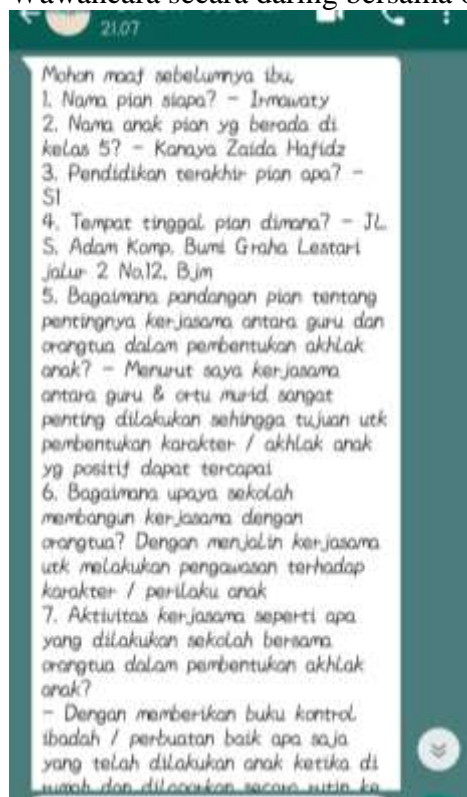 Wawancara secara daring bersama
21.07
Mohon maaf sebelumnya ibu,
1. Nama pian siapa? - Irmawaty
2. Nama anak pian yg berada di
kelas 5? - Kanaya Zaida Hafidz
3. Pendidikan terakhir pian apa? -
S1
4. Tempat tinggal pian dimana? - JL
S. Adam Komp. Bumi Graha Lestari
jalur 2 No.12, Bjm
5. Bagaimana pandangan pian tentang
pentingnya kerjasama antara guru dan
orangtua dalam pembentukan akhlak
anak? - Menurut saya kerjasama
antara guru & ortu murid sangat
penting dilakukan sehingga tujuan utk
pembentukan karakter / akhlak anak
yg positif dapat tercapai
6. Bagaimana upaya sekolah
membangun kerjasama dengan
orangtua? Dengan menjalin kerjasama
utk melakukan pengawasan terhadap
karakter / perilaku anak
7. Aktivitas kerjasama seperti apa
yang dilakukan sekolah bersama
orangtua dalam pembentukan akhlak
anak?
- Dengan memberikan buku kontrol
ibadah / perbuatan baik apa saja
yang telah dilakukan anak ketika di
rumah dan dilaporkan secara rutin ke